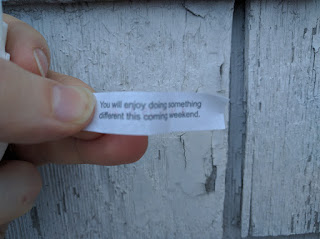 You will enjoy doing something
different this coming weekend.